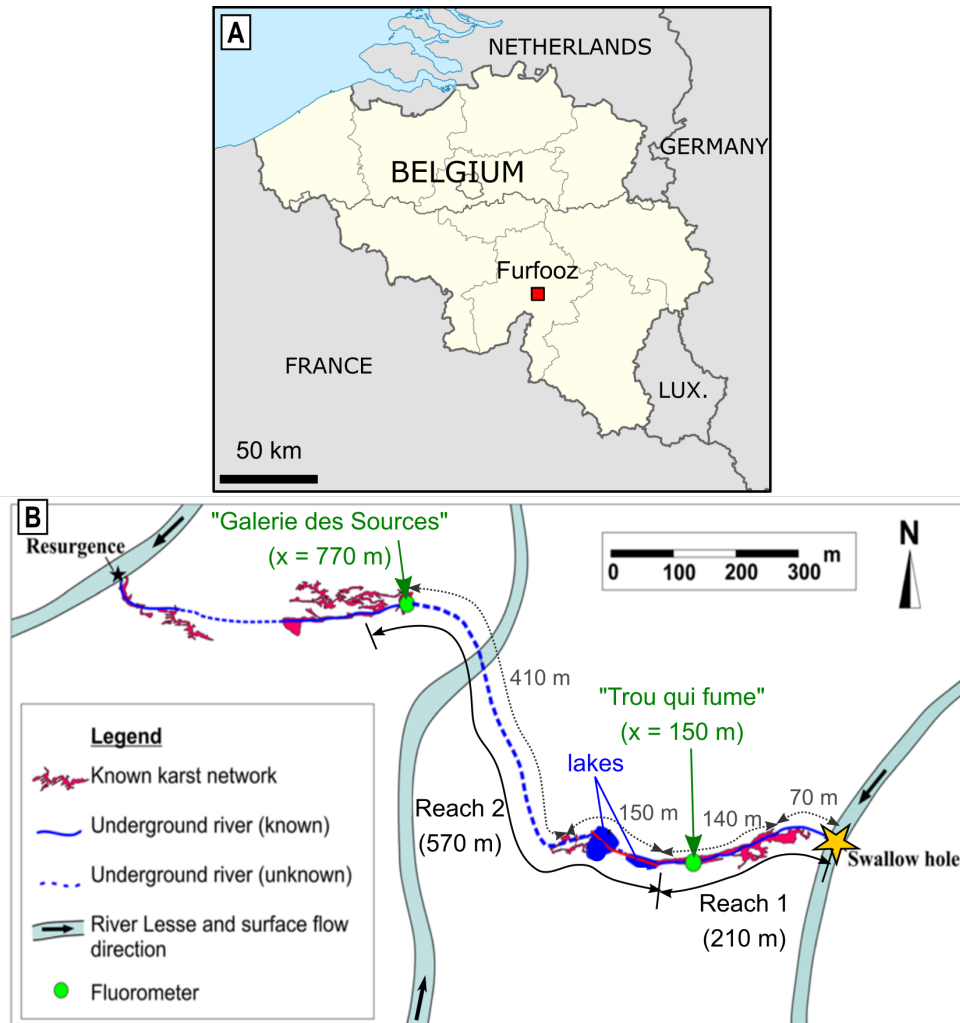 A
NETHERLANDS
GERMANY
BELGIUM
Furfooz
FRANCE
LUX.
50 km
B
"Galerie des Sources"
(x = 770 m)
Resurgence
N
m
0 100 200 300
410 m
"Trou qui fume"
(x = 150 m)
lakes
150 m
140 m
70 m
Reach 2
(570 m)
Swallow hole
Reach 1
(210 m)
Legend
Known karst network
Underground river (known)
Underground river (unknown)
River Lesse and surface flow
direction
Fluorometer